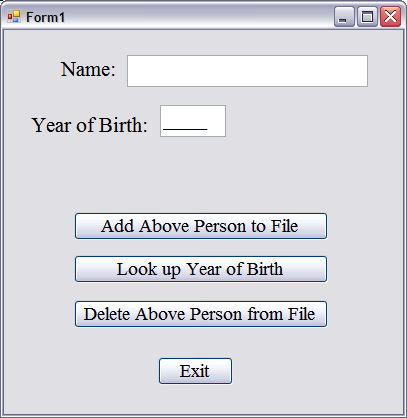 Form1
Name:
Year of Birth: ____
Add Above Person to File
Look up Year of Birth
Delete Above Person from File
Exit